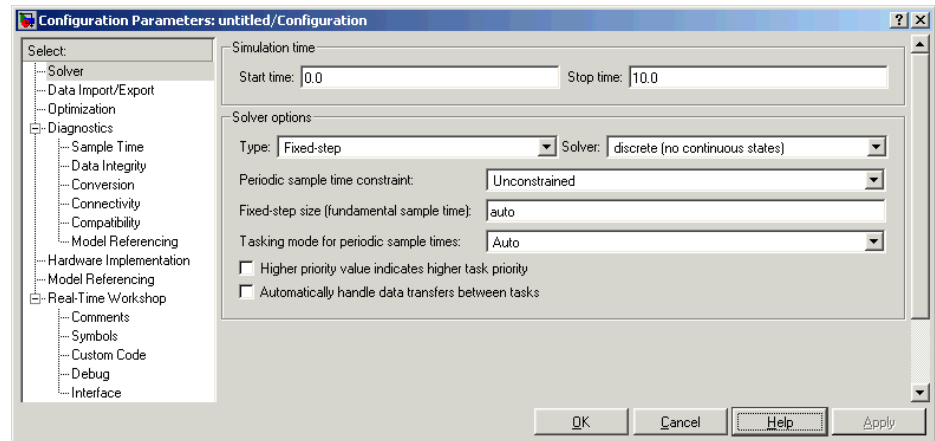 Configuration Parameters: untitled/Configuration
Select:
Solver
Data Import/Export
Optimization
Diagnostics
Sample Time
Data Integrity
Conversion
Connectivity
Compatibility
Model Referencing
Hardware Implementation
Model Referencing
Real-Time Workshop
Comments
Symbols
Custom Code
Debug
Interface
Simulation time
Start time: 0.0 Stop time: 10.0
Solver options
Type: Fixed-step Solver: discrete (no continuous states)
Periodic sample time constraint: Unconstrained
Fixed-step size (fundamental sample time): auto
Tasking mode for periodic sample times: Auto
Higher priority value indicates higher task priority
Automatically handle data transfers between tasks
OK Cancel Help Apply